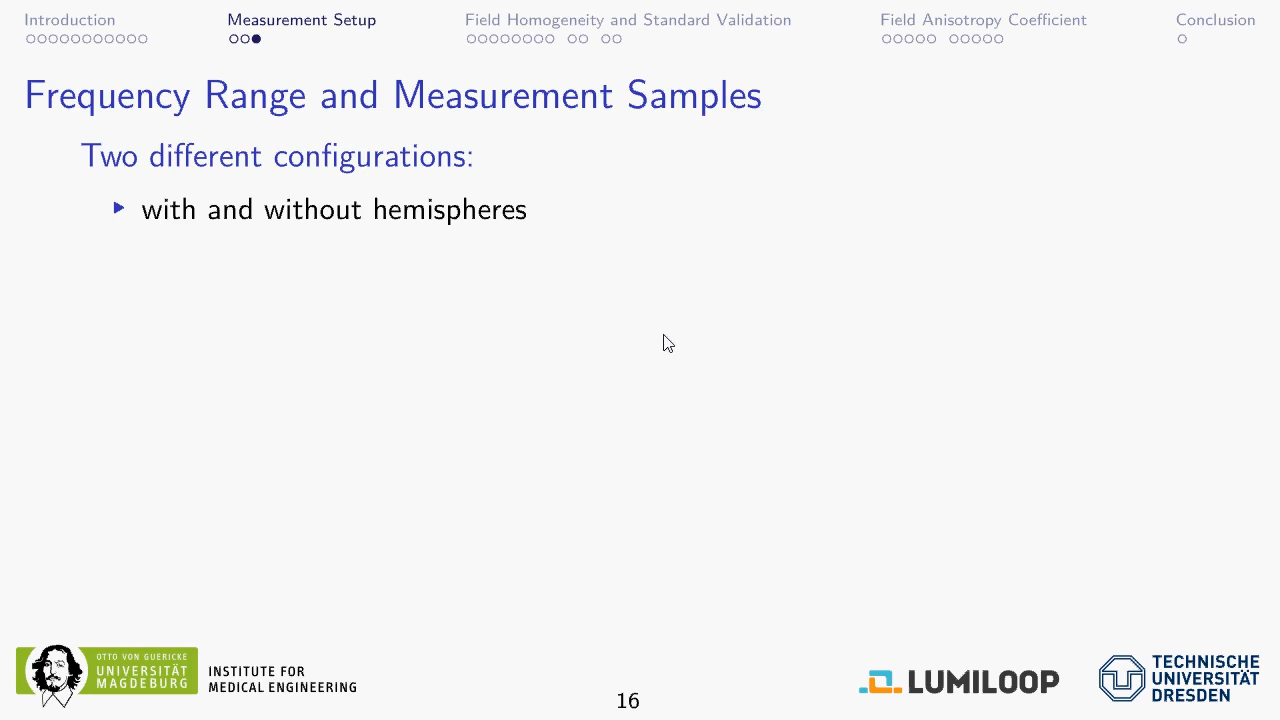 Introduction
Measurement Setup
Field Homogeneity and Standard Validation
Field Anisotropy Coefficient
Conclusion
Frequency Range and Measurement Samples
Two different configurations:
with and without hemispheres
OTTO VON GUERICKE
UNIVERSITÄT
MAGDEBURG
INSTITUTE FOR
MEDICAL ENGINEERING
16
LUMILOOP
TECHNISCHE
UNIVERSITÄT
DRESDEN